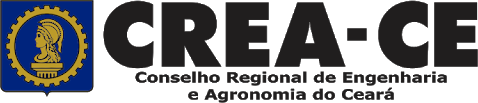 CREA-CE
Conselho Regional de Engenharia
e Agronomia do Ceará